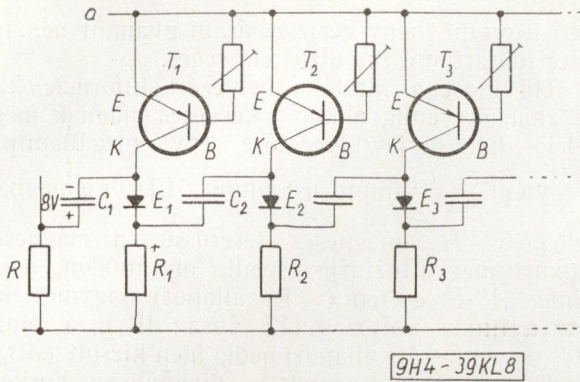 a
T1 T2 T3
E E E
K B K B B
8V C1 E1 C2 E2 E3
+
R R1 R2 R3
+
9H4-39KL8